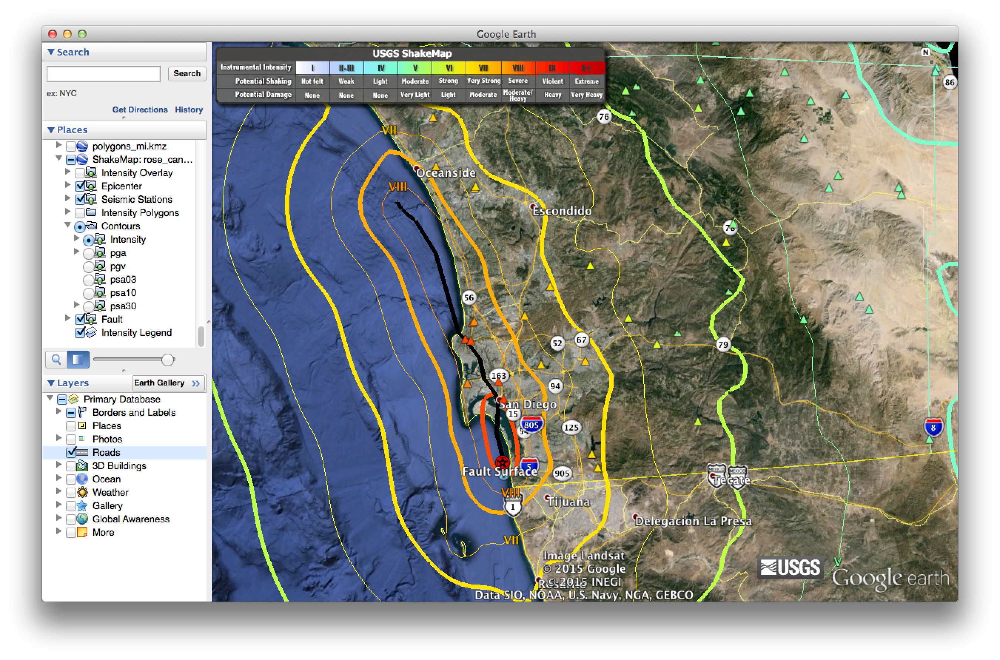 Google Earth
Search
Search
ex: NYC
Get Directions History
Places
polygons_mi.kmz
ShakeMap: rose_can...
Intensity Overlay
Epicenter
Seismic Stations
Intensity Polygons
Contours
Intensity
pga
pgv
psa03
psa10
psa30
Fault
Intensity Legend
Layers
Earth Gallery >>
Primary Database
Borders and Labels
Places
Photos
Roads
3D Buildings
Ocean
Weather
Gallery
Global Awareness
More
USGS ShakeMap
Instrumental Intensity I II-III IV V VI VII VIII IX X+
Potential Shaking Not felt Weak Light Moderate Strong Very Strong Severe Violent Extreme
Potential Damage None None None Very Light Light Moderate Moderate/Heavy Heavy Very Heavy
N
86
76
VII
Oceanside
VIII
Escondido
56
52
67
79
163
94
San Diego
15
805
125
8
Fault Surface
5
905
MEXICO
MEXICO
Tecate
VIII
1
Tijuana
Delegacion La Presa
VII
Image Landsat
© 2015 Google
© 2015 INEGI
Data SIO, NOAA, U.S. Navy, NGA, GEBCO
USGS
V
Google earth